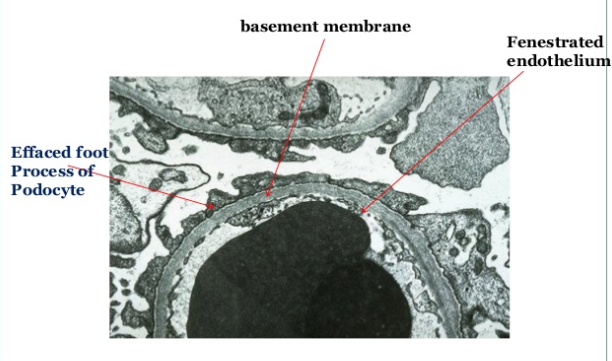 basement membrane
Fenestrated
endothelium
Effaced foot
Process of
Podocyte